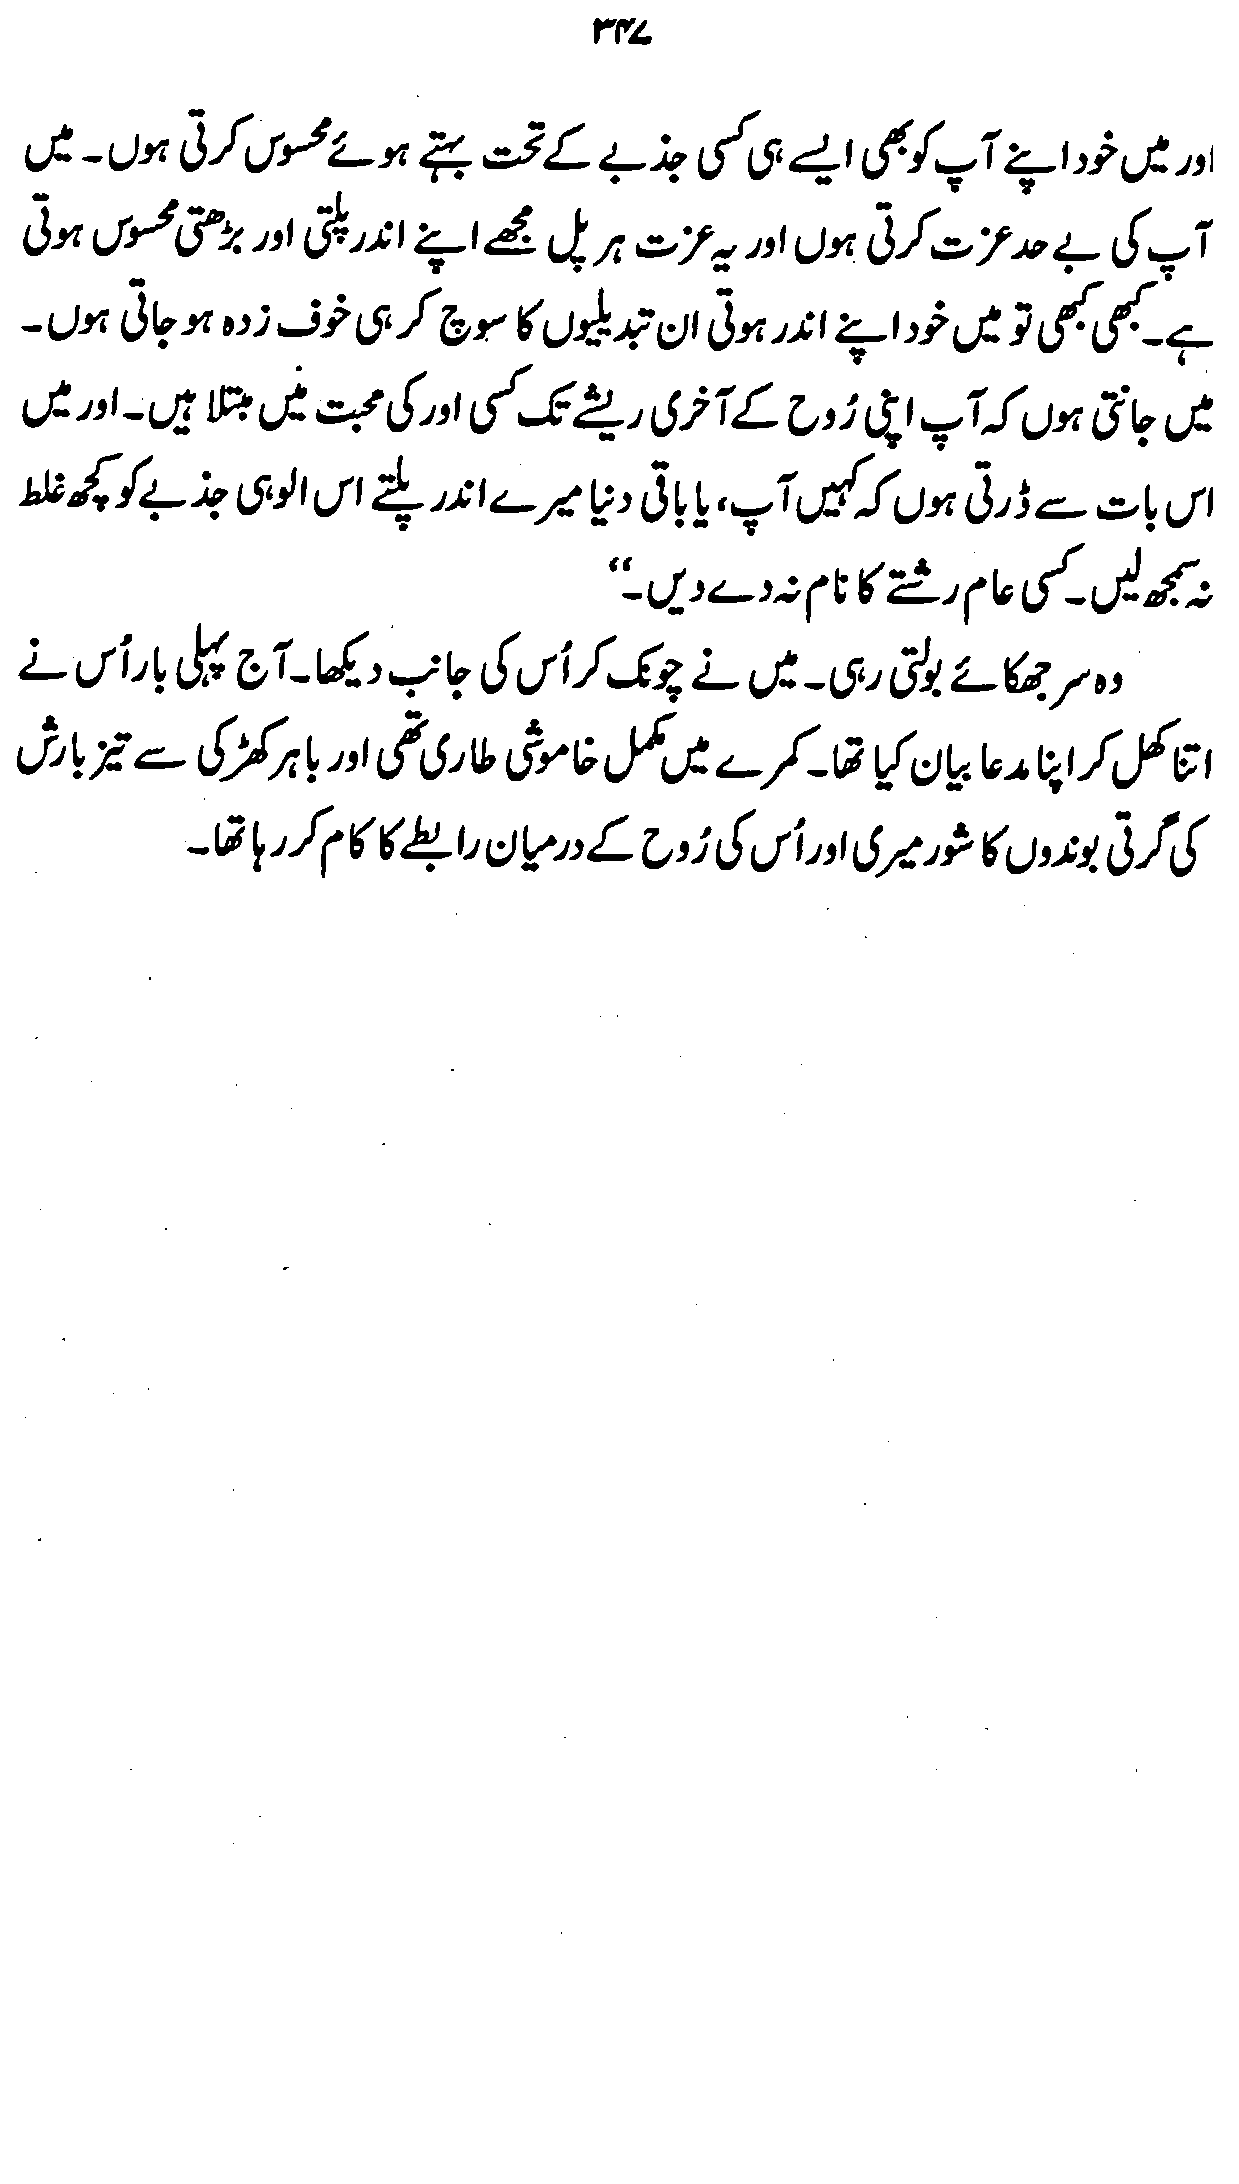 ۳۴۷
اور میں خود اپنے آپ کو بھی ایسے ہی کسی جذبے کے تحت بہتے ہوئے محسوس کرتی ہوں۔ میں
آپ کی بے حد عزت کرتی ہوں اور یہ عزت ہر پل مجھے اپنے اندر پلتی اور بڑھتی محسوس ہوتی
ہے۔ کبھی کبھی تو میں خود اپنے اندر ہوتی ان تبدیلیوں کا سوچ کر ہی خوف زدہ ہو جاتی ہوں۔
میں جانتی ہوں کہ آپ اپنی رُوح کے آخری ریشے تک کسی اور کی محبت میں مبتلا ہیں۔ اور میں
اس بات سے ڈرتی ہوں کہ کہیں آپ، یا باقی دنیا میرے اندر پلتے اس الوہی جذبے کو کچھ غلط
نہ سمجھ لیں۔ کسی عام رشتے کا نام نہ دے دیں۔“
وہ سر جھکائے بولتی رہی۔ میں نے چونک کر اُس کی جانب دیکھا۔ آج پہلی بار اُس نے
اتنا کھل کر اپنا مدعا بیان کیا تھا۔ کمرے میں مکمل خاموشی طاری تھی اور باہر کھڑکی سے تیز بارش
کی گرتی بوندوں کا شور میری اور اُس کی رُوح کے درمیان رابطے کا کام کر رہا تھا۔